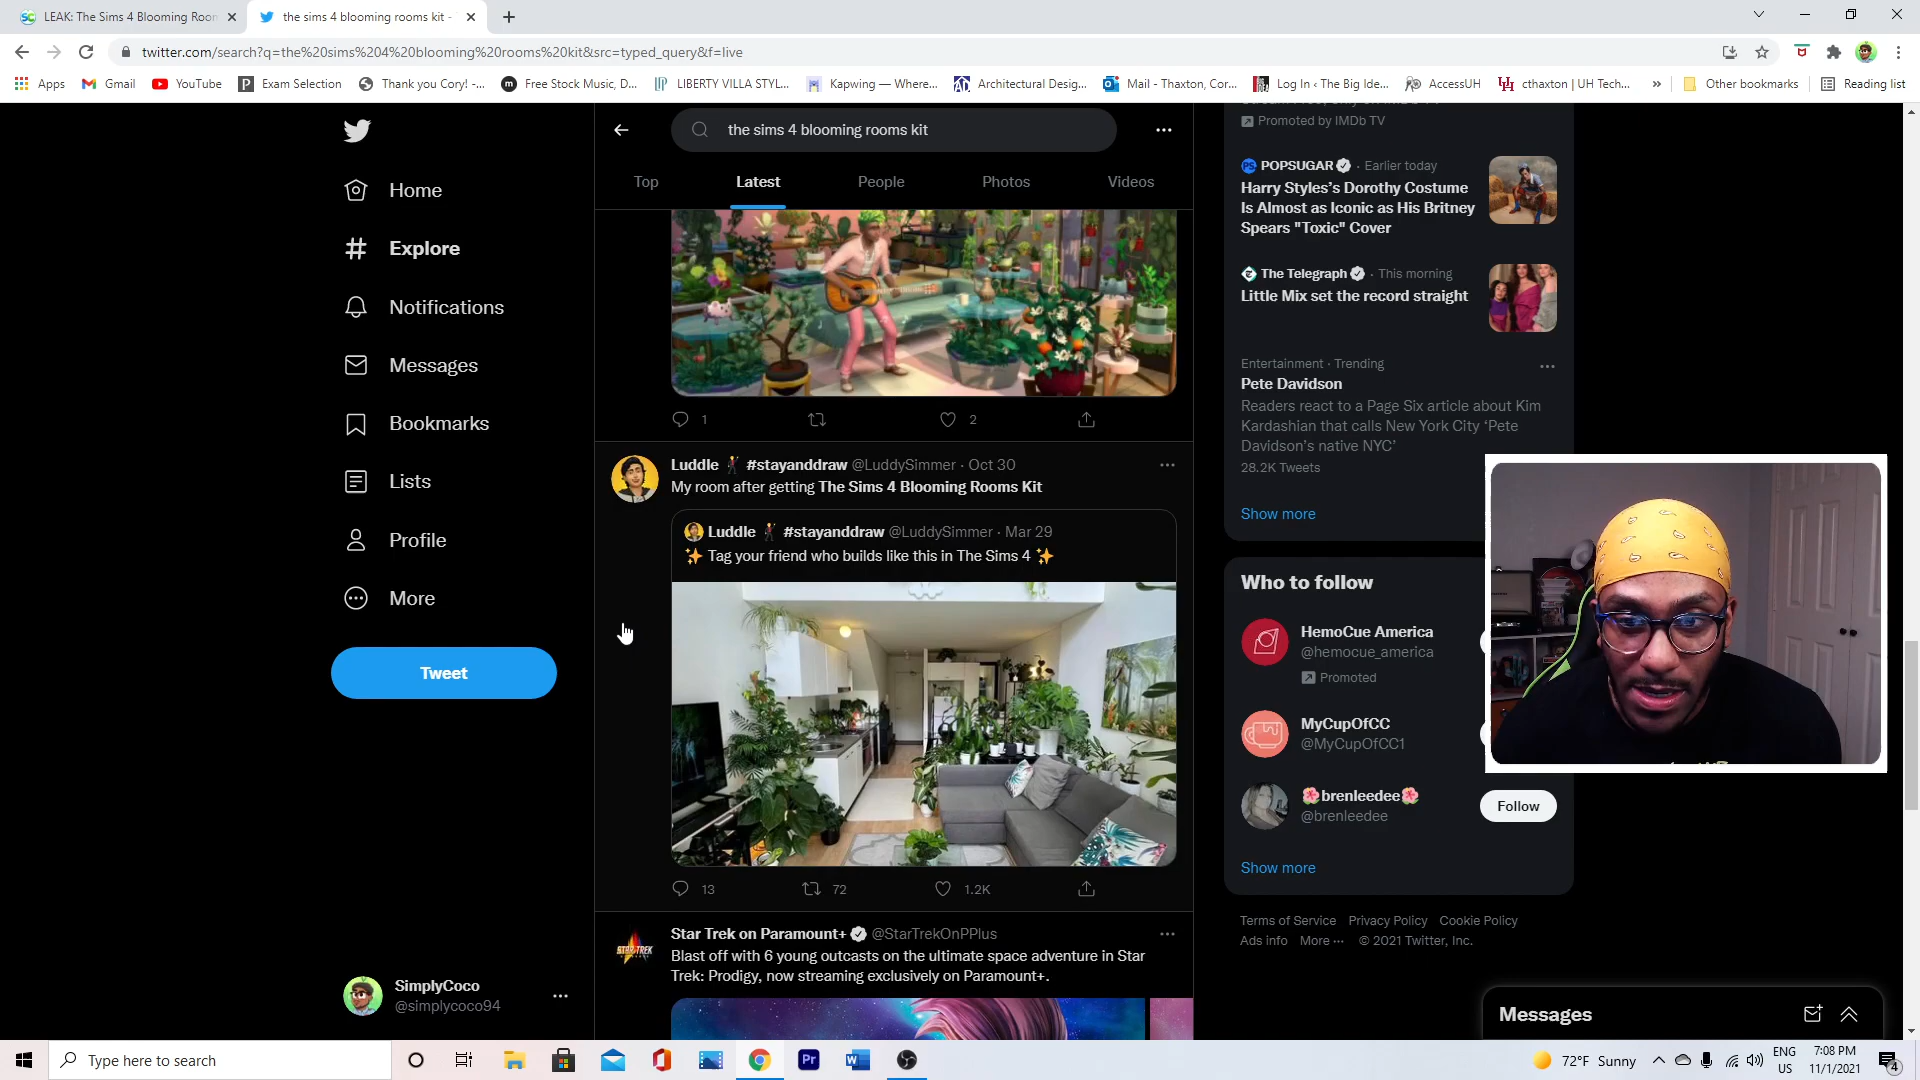 LEAK: The Sims 4 Blooming Roon
the sims 4 blooming rooms kit -
twitter.com/search?q=the%20sims%204%20blooming%20rooms%20kit&src=typed_query&f=live
Apps
Gmail
YouTube
Exam Selection
Thank you Cory! -...
Free Stock Music, D...
LIBERTY VILLA STYL...
Kapwing — Where...
Architectural Desig...
Mail - Thaxton, Cor...
Log In ‹ The Big Ide...
AccessUH
cthaxton | UH Tech...
»
Other bookmarks
Reading list
Home
Explore
Notifications
Messages
Bookmarks
Lists
Profile
More
Tweet
SimplyCoco
@simplycoco94
the sims 4 blooming rooms kit
Top
Latest
People
Photos
Videos
1
2
Luddle #stayanddraw @LuddySimmer · Oct 30
My room after getting The Sims 4 Blooming Rooms Kit
Luddle #stayanddraw @LuddySimmer · Mar 29
✨ Tag your friend who builds like this in The Sims 4 ✨
13
72
1.2K
Star Trek on Paramount+ @StarTrekOnPPlus
Blast off with 6 young outcasts on the ultimate space adventure in Star
Trek: Prodigy, now streaming exclusively on Paramount+.
STAR TREK
Promoted by IMDb TV
POPSUGAR · Earlier today
Harry Styles's Dorothy Costume
Is Almost as Iconic as His Britney
Spears "Toxic" Cover
The Telegraph · This morning
Little Mix set the record straight
Entertainment · Trending
Pete Davidson
Readers react to a Page Six article about Kim
Kardashian that calls New York City ‘Pete
Davidson's native NYC’
28.2K Tweets
Show more
Who to follow
HemoCue America
@hemocue_america
Promoted
MyCupOfCC
@MyCupOfCC1
🌸brenleedee🌸
@brenleedee
Follow
Show more
Terms of Service Privacy Policy Cookie Policy
Ads info More ··· © 2021 Twitter, Inc.
Messages
Type here to search
72°F Sunny
ENG
US
7:08 PM
11/1/2021
4